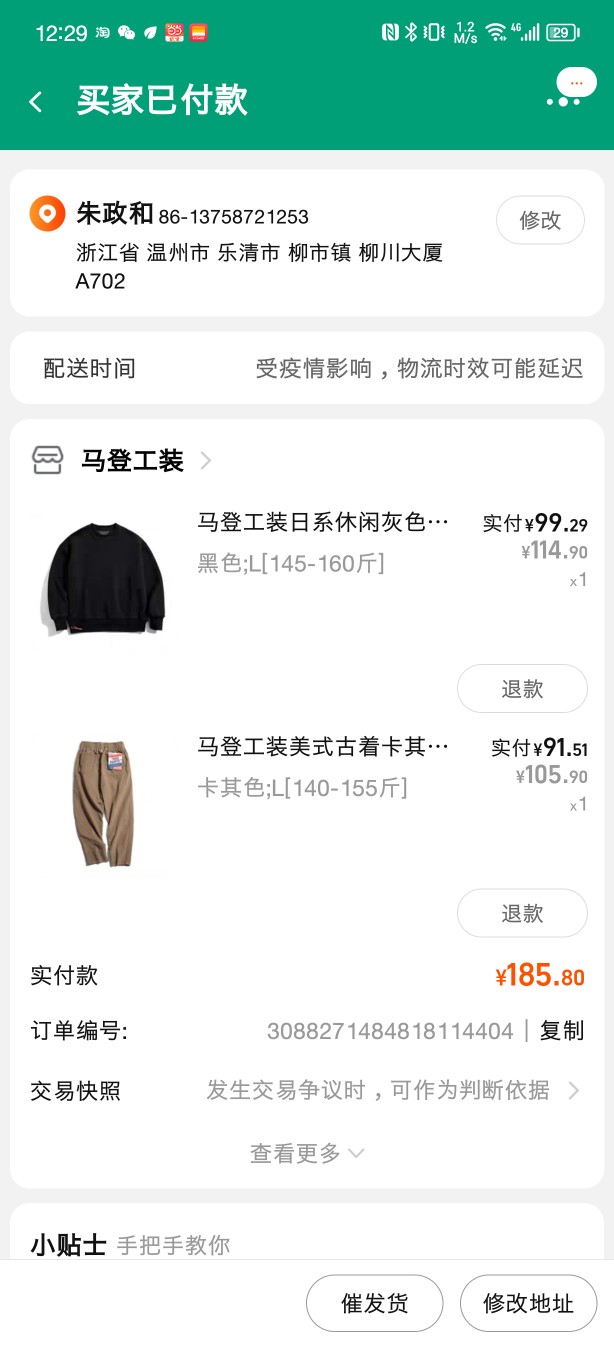 12:29 淘 1.2 M/s 4G 29
买家已付款
朱政和 86-13758721253
修改
浙江省 温州市 乐清市 柳市镇 柳川大厦
A702
配送时间 受疫情影响，物流时效可能延迟
马登工装
马登工装日系休闲灰色… 实付¥99.29
黑色;L[145-160斤] ¥114.90
x1
退款
马登工装美式古着卡其… 实付¥91.51
卡其色;L[140-155斤] ¥105.90
x1
退款
实付款 ¥185.80
订单编号: 3088271484818114404 | 复制
交易快照 发生交易争议时，可作为判断依据
查看更多
小贴士 手把手教你
催发货 修改地址